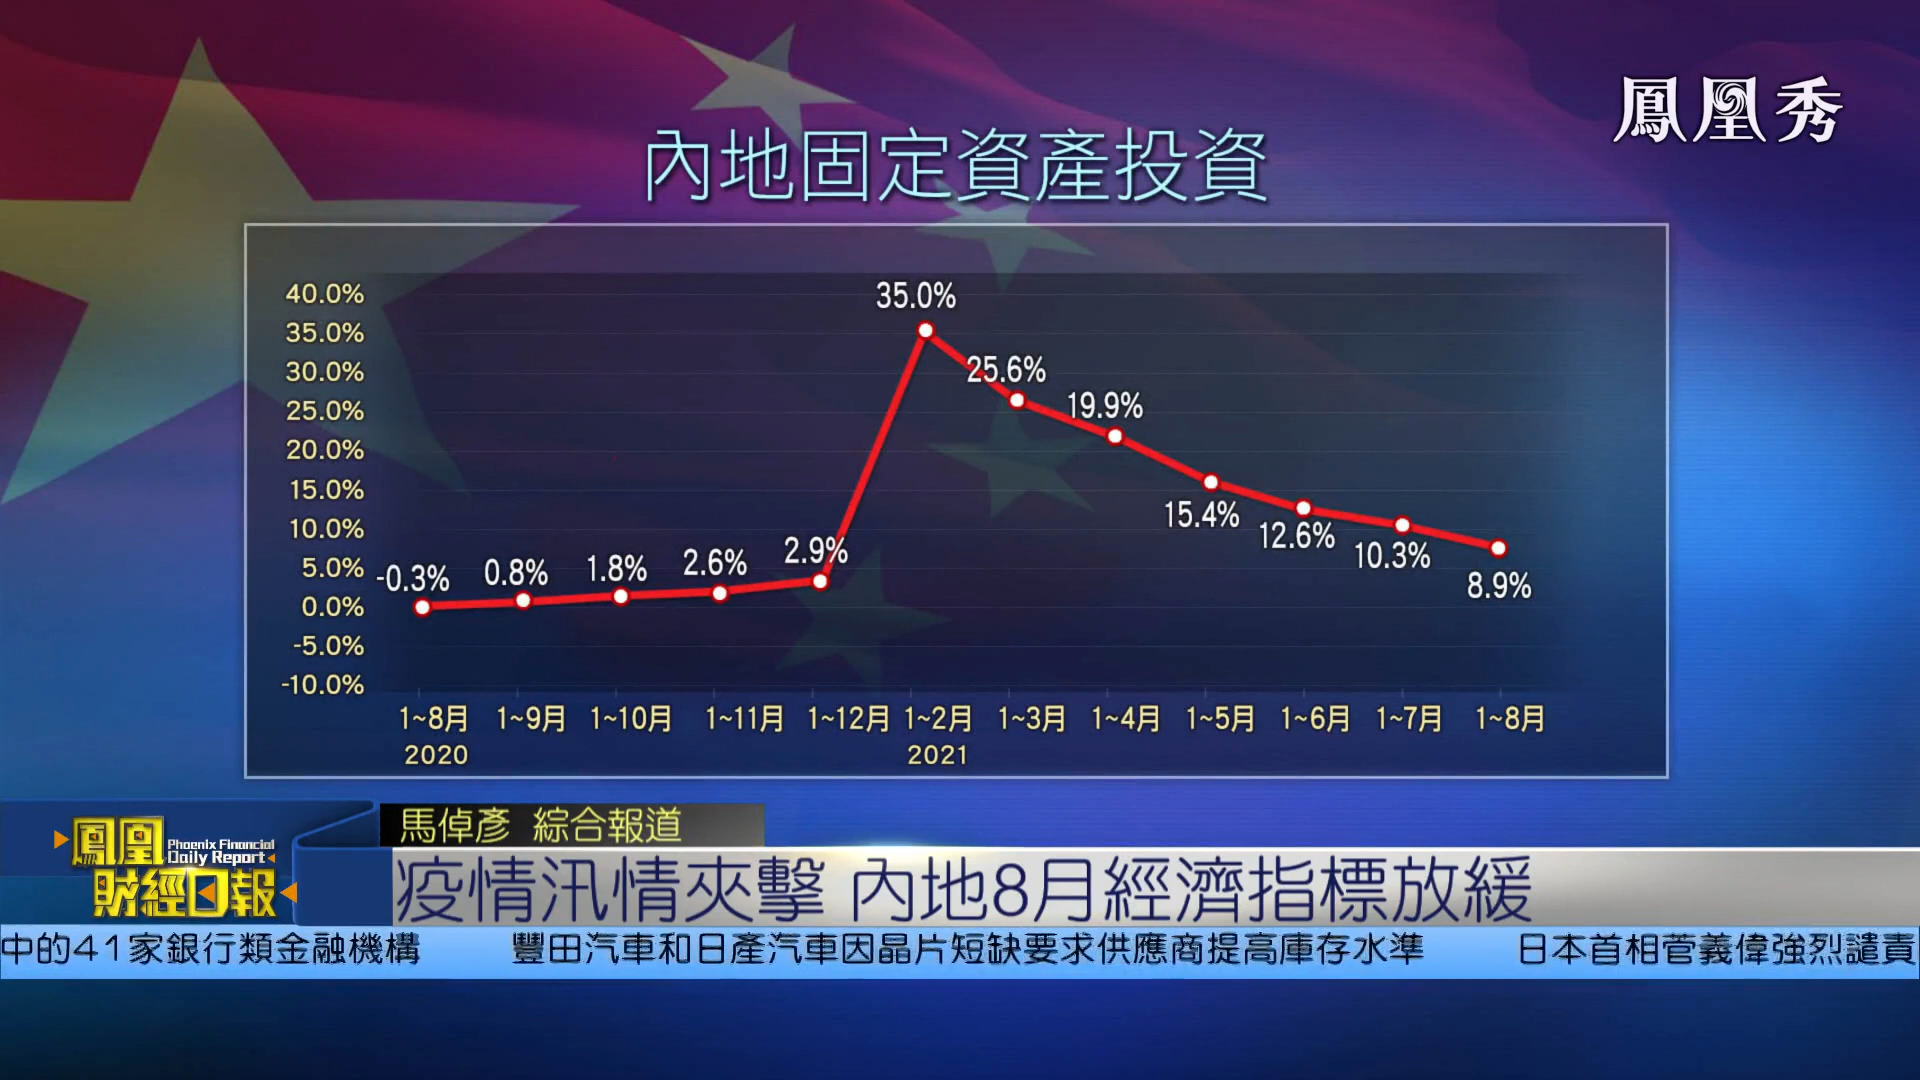 鳳凰秀
內地固定資產投資
40.0%
35.0%
30.0%
25.0%
20.0%
15.0%
10.0%
5.0%
0.0%
-5.0%
-10.0%
-0.3%
0.8%
1.8%
2.6%
2.9%
35.0%
25.6%
19.9%
15.4%
12.6%
10.3%
8.9%
1~8月 1~9月 1~10月 1~11月 1~12月 1~2月 1~3月 1~4月 1~5月 1~6月 1~7月 1~8月
2020 2021
馬倬彥 綜合報道
鳳凰 Phoenix Financial
Daily Report
財經日報
疫情汛情夾擊 內地8月經濟指標放緩
中的41家銀行類金融機構 豐田汽車和日產汽車因晶片短缺要求供應商提高庫存水準 日本首相菅義偉強烈譴責